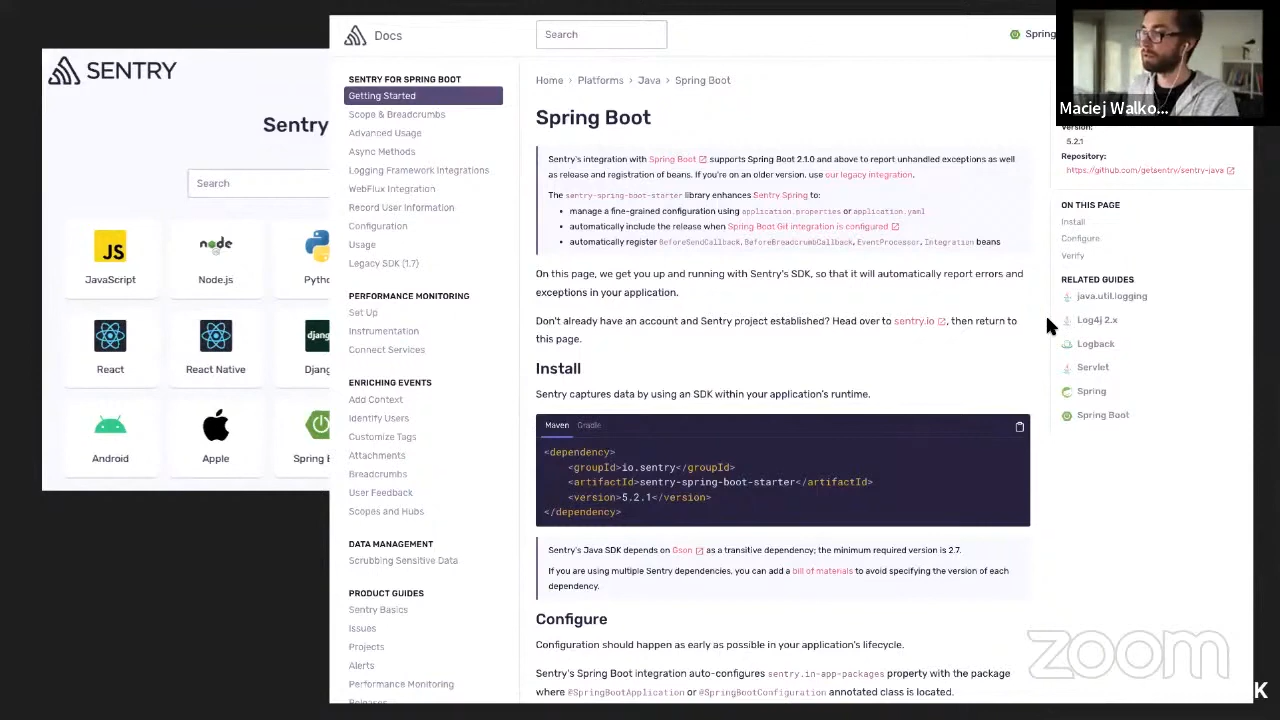 SENTRY
Sentry
Search
JavaScript
node
Node.js
Pytho
React
React Native
django
Djang
Android
Apple
Spring B
Docs
Search
Spring
SENTRY FOR SPRING BOOT
Getting Started
Scope & Breadcrumbs
Advanced Usage
Async Methods
Logging Framework Integrations
WebFlux Integration
Record User Information
Configuration
Usage
Legacy SDK (1.7)
PERFORMANCE MONITORING
Set Up
Instrumentation
Connect Services
ENRICHING EVENTS
Add Context
Identify Users
Customize Tags
Attachments
Breadcrumbs
User Feedback
Scopes and Hubs
DATA MANAGEMENT
Scrubbing Sensitive Data
PRODUCT GUIDES
Sentry Basics
Issues
Projects
Alerts
Performance Monitoring
Releases
Home › Platforms › Java › Spring Boot
Spring Boot
Sentry's integration with Spring Boot supports Spring Boot 2.1.0 and above to report unhandled exceptions as well
as release and registration of beans. If you're on an older version, use our legacy integration.
The sentry-spring-boot-starter library enhances Sentry Spring to:
• manage a fine-grained configuration using application.properties or application.yaml
• automatically include the release when Spring Boot Git integration is configured
• automatically register BeforeSendCallback, BeforeBreadcrumbCallback, EventProcessor, Integration beans
On this page, we get you up and running with Sentry's SDK, so that it will automatically report errors and
exceptions in your application.
Don't already have an account and Sentry project established? Head over to sentry.io, then return to
this page.
Install
Sentry captures data by using an SDK within your application's runtime.
Maven Gradle
<dependency>
<groupId>io.sentry</groupId>
<artifactId>sentry-spring-boot-starter</artifactId>
<version>5.2.1</version>
</dependency>
Sentry's Java SDK depends on Gson as a transitive dependency; the minimum required version is 2.7.
If you are using multiple Sentry dependencies, you can add a bill of materials to avoid specifying the version of each
dependency.
Configure
Configuration should happen as early as possible in your application's lifecycle.
Sentry's Spring Boot integration auto-configures sentry.in-app-packages property with the package
where @SpringBootApplication or @SpringBootConfiguration annotated class is located.
Maciej Walko...
Version:
5.2.1
Repository:
https://github.com/getsentry/sentry-java
ON THIS PAGE
Install
Configure
Verify
RELATED GUIDES
java.util.logging
Log4j 2.x
Logback
Servlet
Spring
Spring Boot
zoom
K
JS